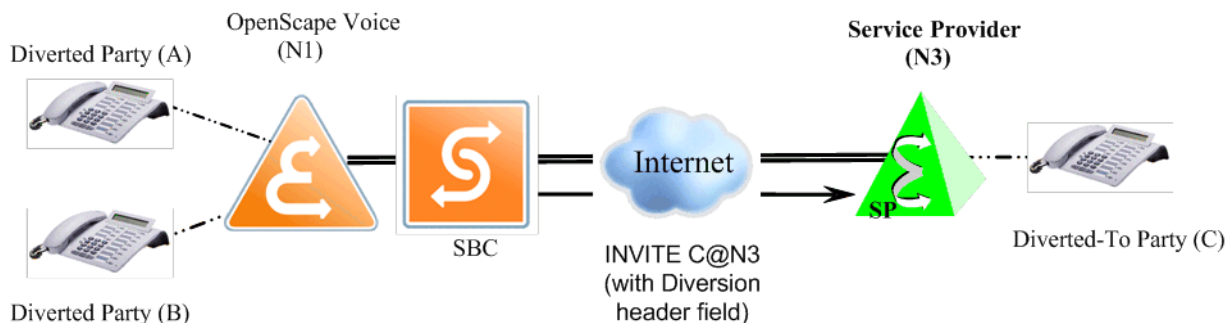 OpenScape Voice
(N1)
Service Provider
(N3)
Diverted Party (A)
Internet
SP
SBC
INVITE C@N3
(with Diversion
header field)
Diverted-To Party (C)
Diverted Party (B)